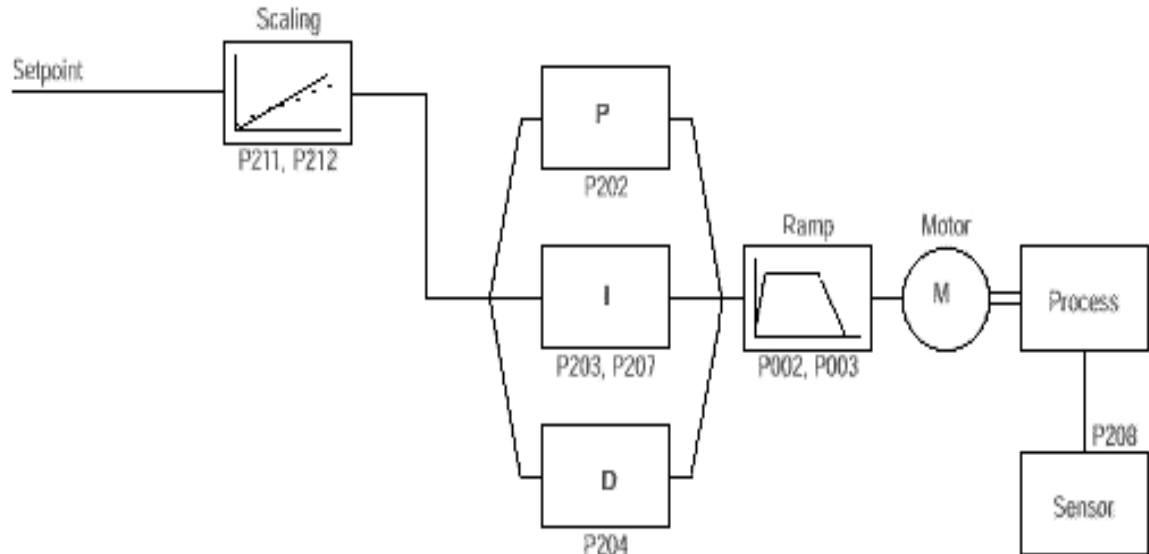 Scaling
Setpoint
P211, P212
P
P202
I
P203, P207
D
P204
Ramp
P002, P003
Motor
M
Process
P208
Sensor